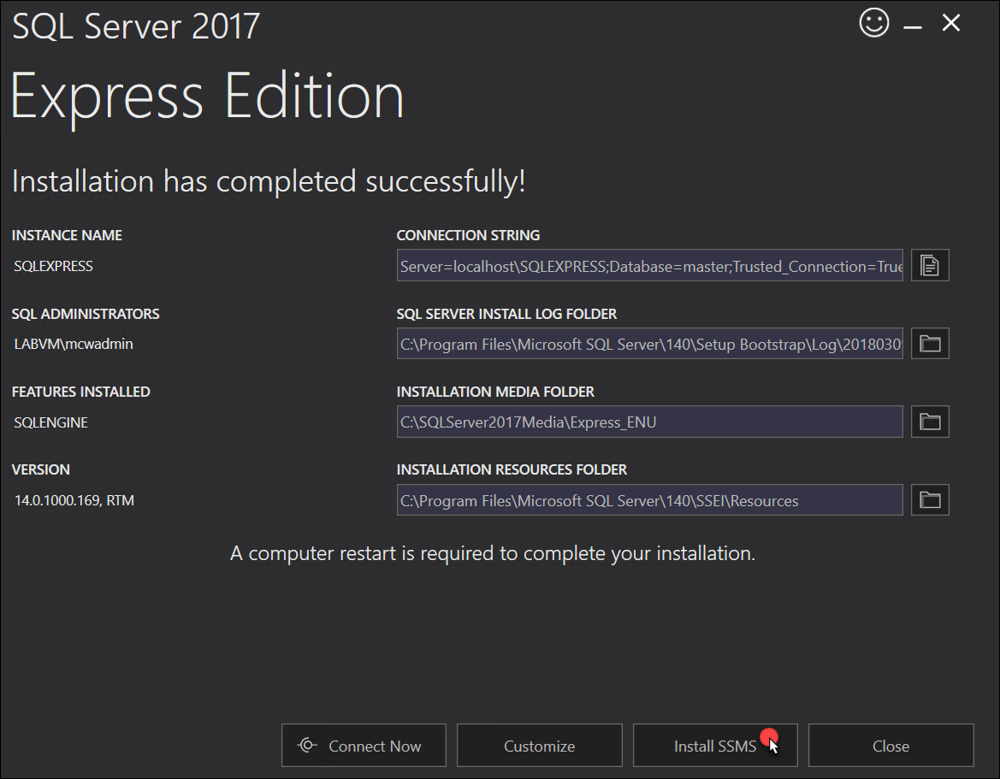 SQL Server 2017
Express Edition
Installation has completed successfully!
INSTANCE NAME
SQLEXPRESS
CONNECTION STRING
Server=localhost\SQLEXPRESS;Database=master;Trusted_Connection=True
SQL ADMINISTRATORS
LABVM\mcwadmin
SQL SERVER INSTALL LOG FOLDER
C:\Program Files\Microsoft SQL Server\140\Setup Bootstrap\Log\20180309
FEATURES INSTALLED
SQLENGINE
INSTALLATION MEDIA FOLDER
C:\SQLServer2017Media\Express_ENU
VERSION
14.0.1000.169, RTM
INSTALLATION RESOURCES FOLDER
C:\Program Files\Microsoft SQL Server\140\SSEI\Resources
A computer restart is required to complete your installation.
Connect Now
Customize
Install SSMS
Close